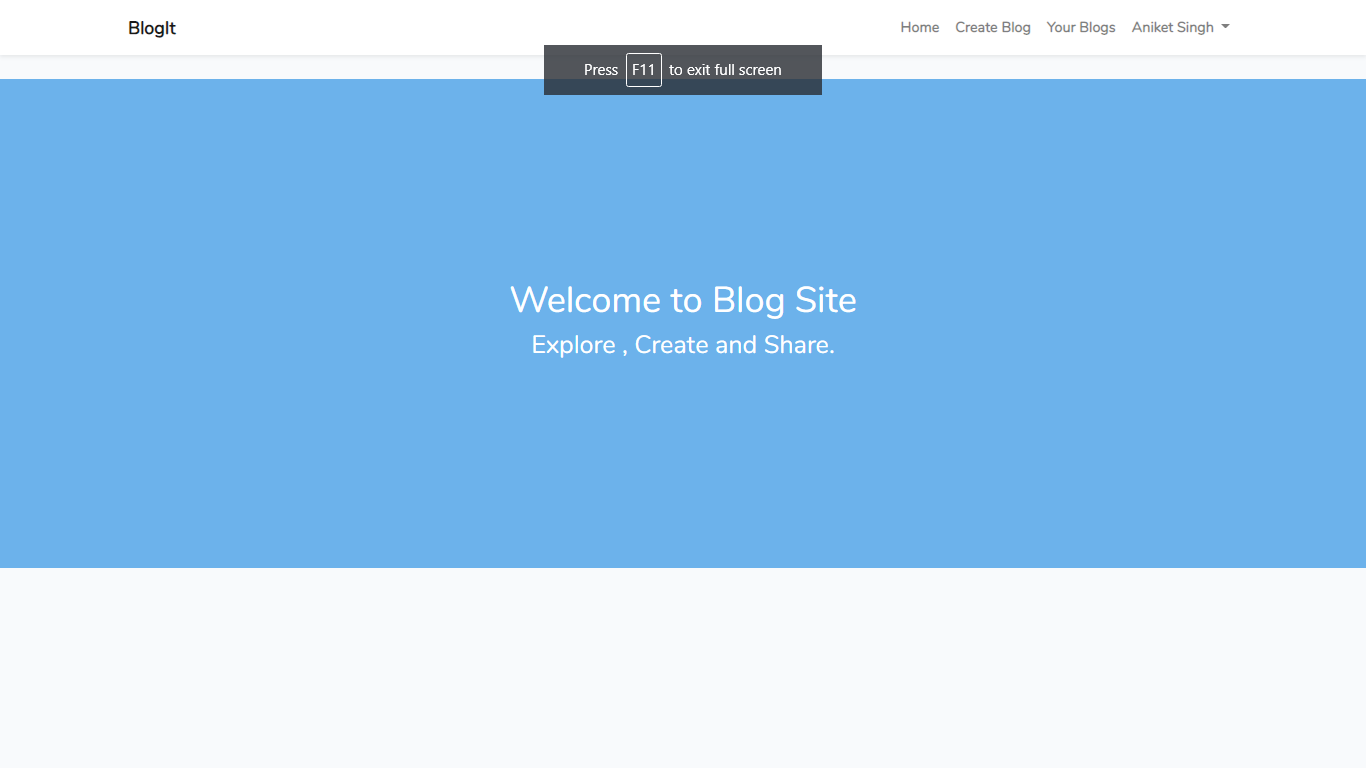 BlogIt
Home Create Blog Your Blogs Aniket Singh
Press F11 to exit full screen
Welcome to Blog Site
Explore , Create and Share.